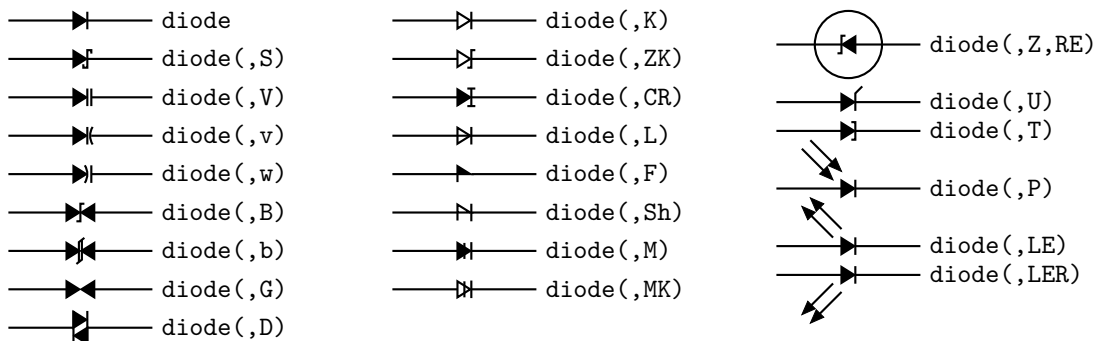 diode
diode(,S)
diode(,V)
diode(,v)
diode(,w)
diode(,B)
diode(,b)
diode(,G)
diode(,D)
diode(,K)
diode(,ZK)
diode(,CR)
diode(,L)
diode(,F)
diode(,Sh)
diode(,M)
diode(,MK)
diode(,Z,RE)
diode(,U)
diode(,T)
diode(,P)
diode(,LE)
diode(,LER)